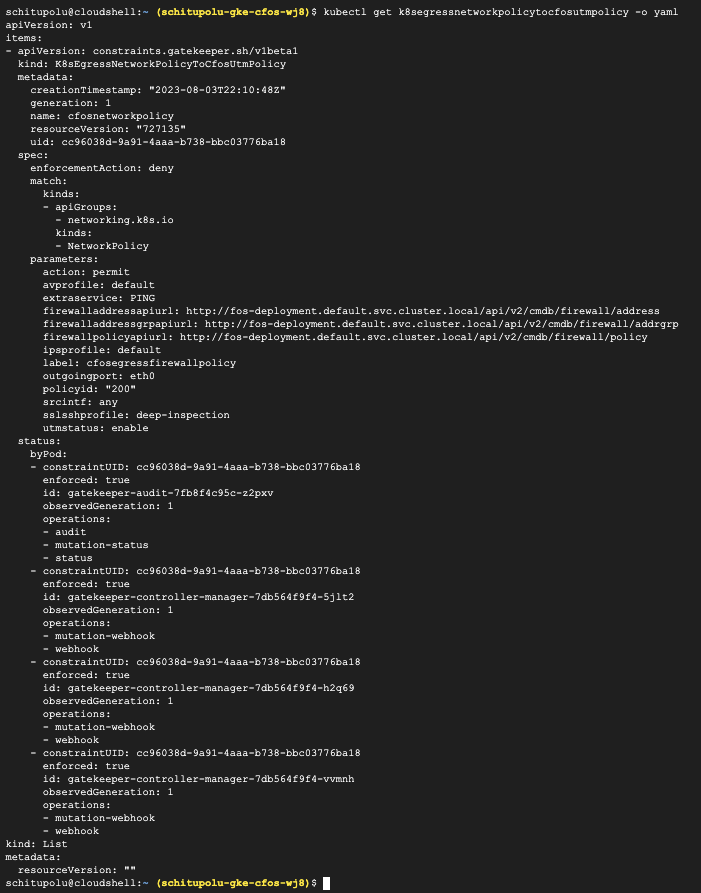 schitupolu@cloudshell:~ (schitupolu-gke-cfos-wj8)$ kubectl get k8segressnetworkpolicytocfosutmpolicy -o yaml
apiVersion: v1
items:
- apiVersion: constraints.gatekeeper.sh/v1beta1
  kind: K8sEgressNetworkPolicyToCfosUtmPolicy
  metadata:
    creationTimestamp: "2023-08-03T22:10:48Z"
    generation: 1
    name: cfosnetworkpolicy
    resourceVersion: "727135"
    uid: cc96038d-9a91-4aaa-b738-bbc03776ba18
  spec:
    enforcementAction: deny
    match:
      kinds:
      - apiGroups:
        - networking.k8s.io
        kinds:
        - NetworkPolicy
    parameters:
      action: permit
      avprofile: default
      extraservice: PING
      firewalladdressapiurl: http://fos-deployment.default.svc.cluster.local/api/v2/cmdb/firewall/address
      firewalladdressgrpapiurl: http://fos-deployment.default.svc.cluster.local/api/v2/cmdb/firewall/addrgrp
      firewallpolicyapiurl: http://fos-deployment.default.svc.cluster.local/api/v2/cmdb/firewall/policy
      ipsprofile: default
      label: cfosegressfirewallpolicy
      outgoingport: eth0
      policyid: "200"
      srcintf: any
      sslsshprofile: deep-inspection
      utmstatus: enable
  status:
    byPod:
    - constraintUID: cc96038d-9a91-4aaa-b738-bbc03776ba18
      enforced: true
      id: gatekeeper-audit-7fb8f4c95c-z2pxv
      observedGeneration: 1
      operations:
      - audit
      - mutation-status
      - status
    - constraintUID: cc96038d-9a91-4aaa-b738-bbc03776ba18
      enforced: true
      id: gatekeeper-controller-manager-7db564f9f4-5jlt2
      observedGeneration: 1
      operations:
      - mutation-webhook
      - webhook
    - constraintUID: cc96038d-9a91-4aaa-b738-bbc03776ba18
      enforced: true
      id: gatekeeper-controller-manager-7db564f9f4-h2q69
      observedGeneration: 1
      operations:
      - mutation-webhook
      - webhook
    - constraintUID: cc96038d-9a91-4aaa-b738-bbc03776ba18
      enforced: true
      id: gatekeeper-controller-manager-7db564f9f4-vvmnh
      observedGeneration: 1
      operations:
      - mutation-webhook
      - webhook
kind: List
metadata:
  resourceVersion: ""
schitupolu@cloudshell:~ (schitupolu-gke-cfos-wj8)$